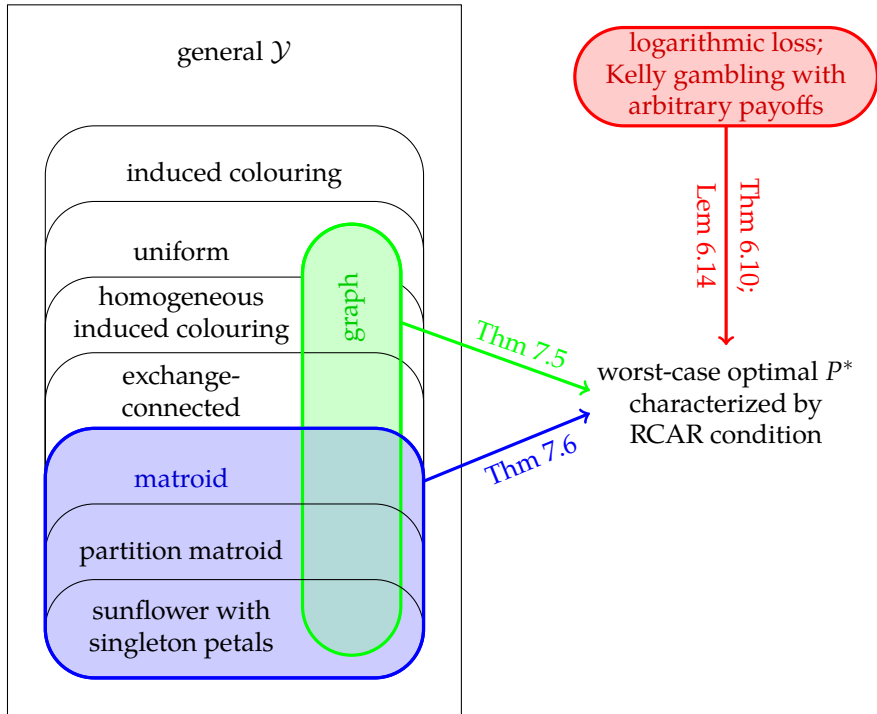 general 𝒴
induced colouring
uniform
homogeneous
induced colouring
exchange-
connected
matroid
partition matroid
sunflower with
singleton petals
graph
Thm 7.5
Thm 7.6
logarithmic loss;
Kelly gambling with
arbitrary payoffs
Thm 6.10;
Lem 6.14
worst-case optimal P*
characterized by
RCAR condition